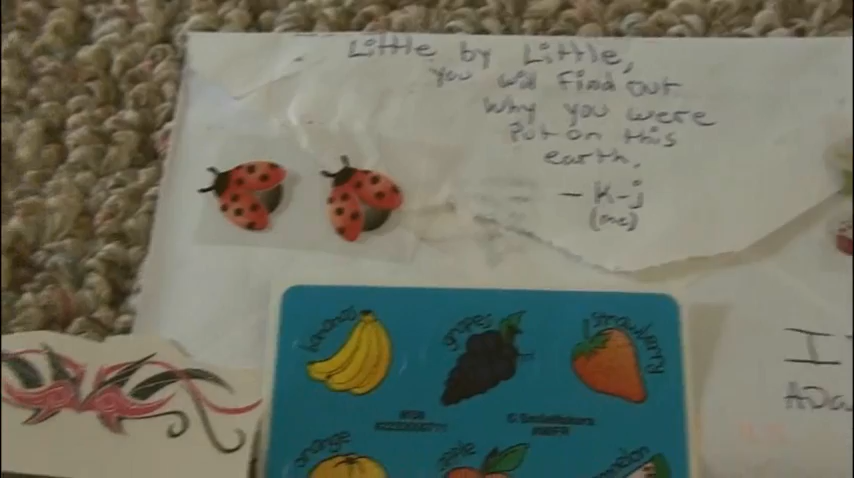 Little by Little,
you will find out
why you were
put on this
earth.
- K-j
(me)
bananas
grapes
strawberry
orange
apple